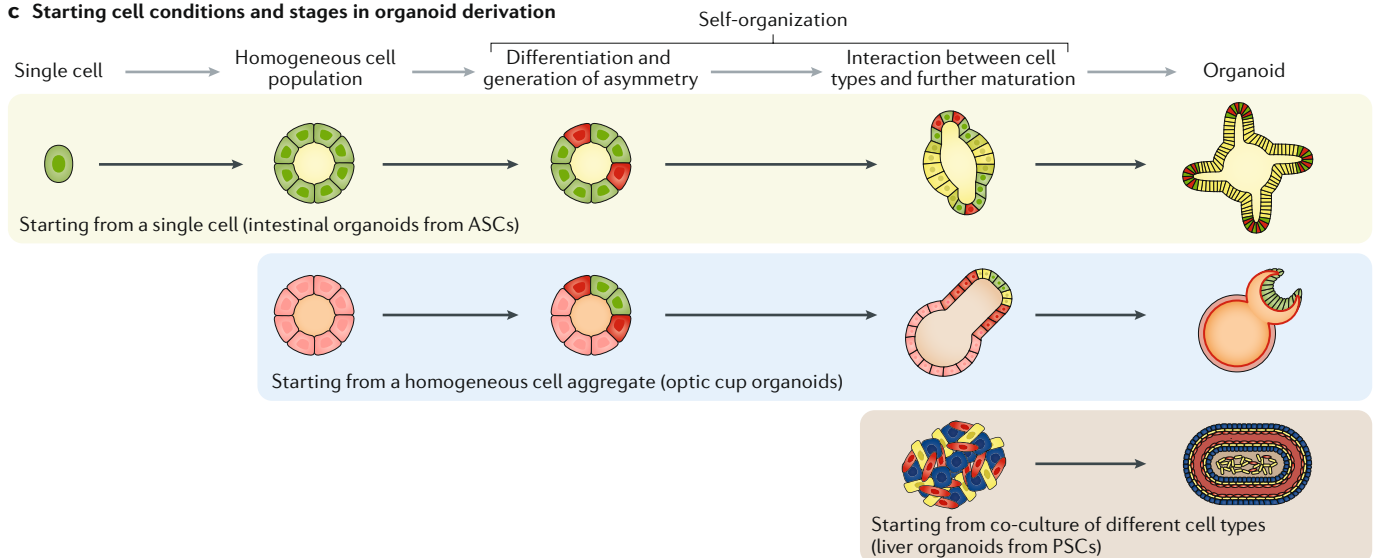 c Starting cell conditions and stages in organoid derivation
Self-organization
Single cell
Homogeneous cell
population
Differentiation and
generation of asymmetry
Interaction between cell
types and further maturation
Organoid
Starting from a single cell (intestinal organoids from ASCs)
Starting from a homogeneous cell aggregate (optic cup organoids)
Starting from co-culture of different cell types
(liver organoids from PSCs)